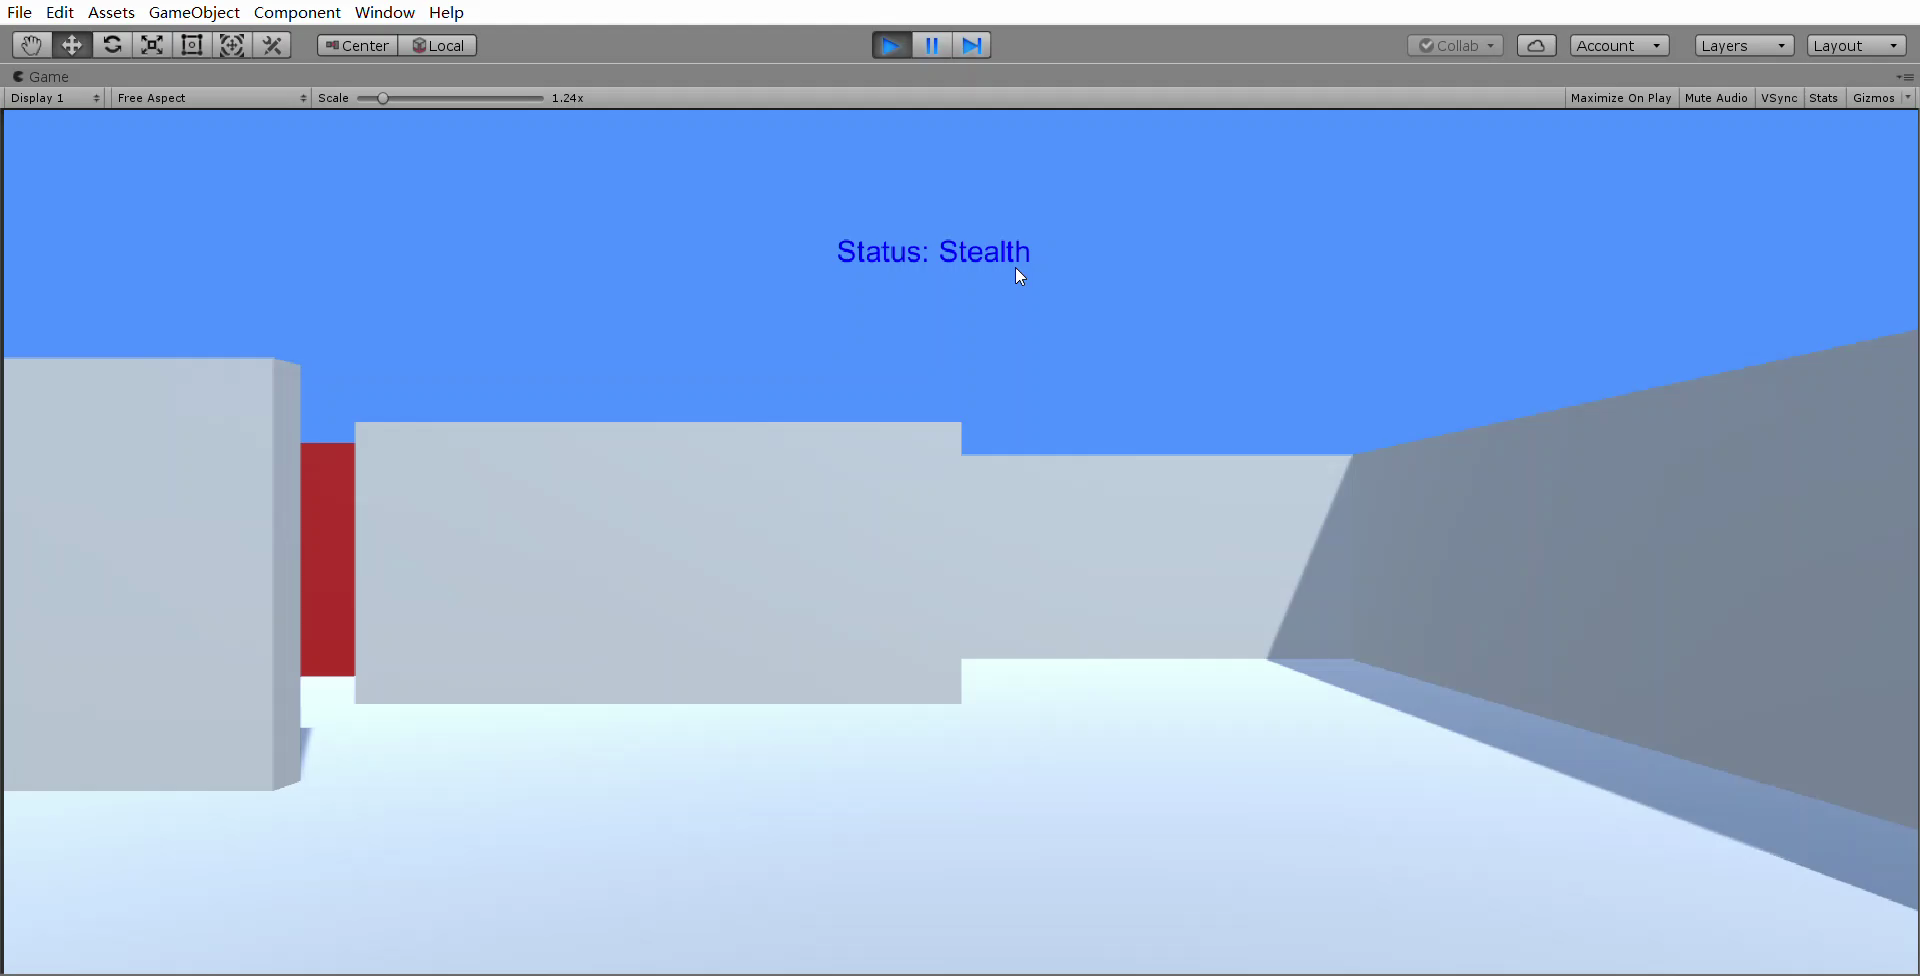 File Edit Assets GameObject Component Window Help
Center Local Collab Account Layers Layout
Game
Display 1 Free Aspect Scale 1.24x Maximize On Play Mute Audio VSync Stats Gizmos
Status: Stealth